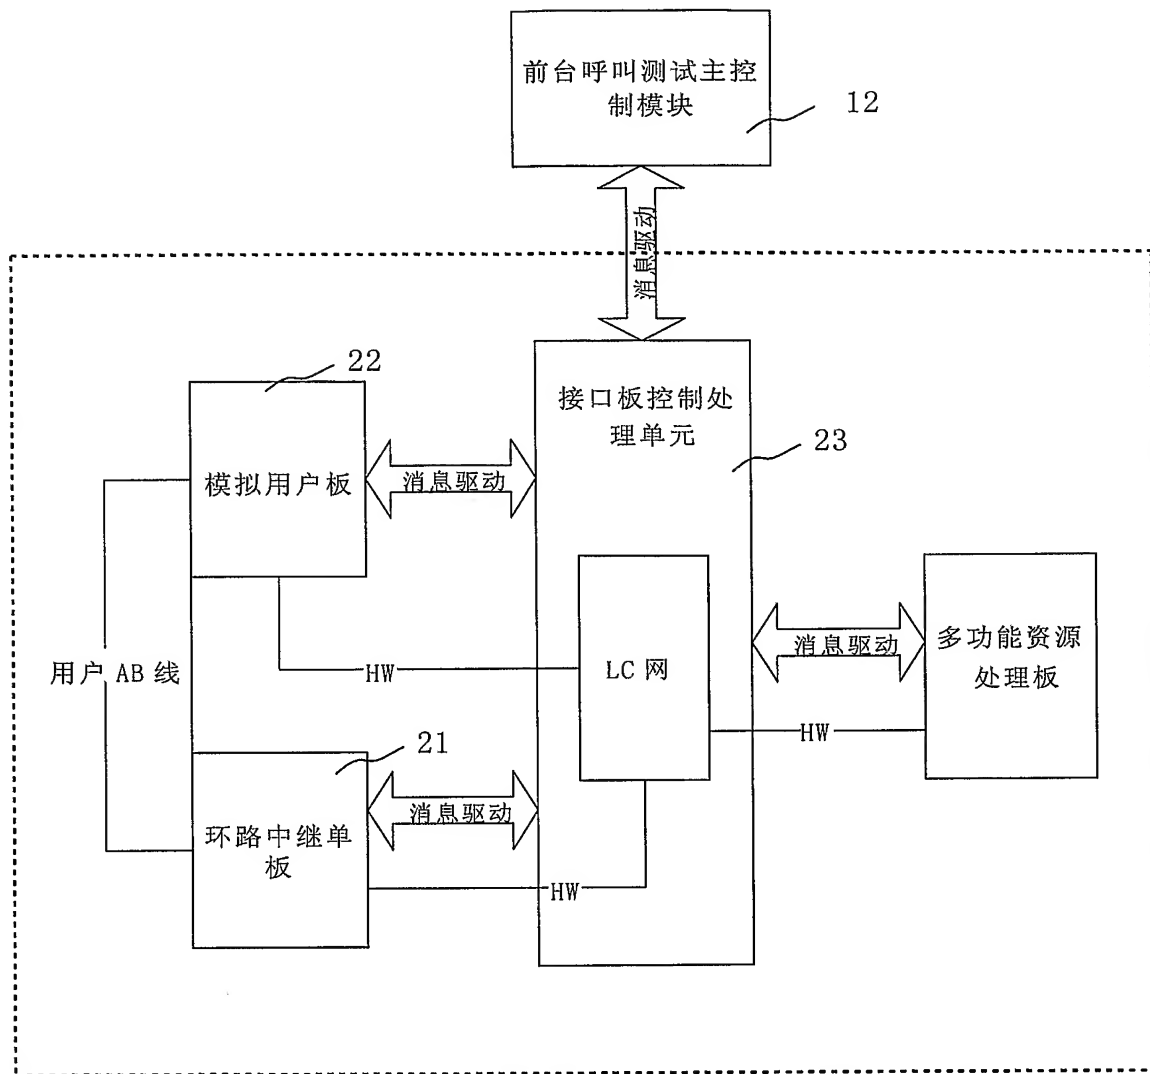 前台呼叫测试主控
制模块
12
消息驱动
22
接口板控制处
理单元
23
模拟用户板
消息驱动
多功能资源
处理板
消息驱动
用户 AB 线
HW
LC 网
HW
21
环路中继单
板
消息驱动
HW